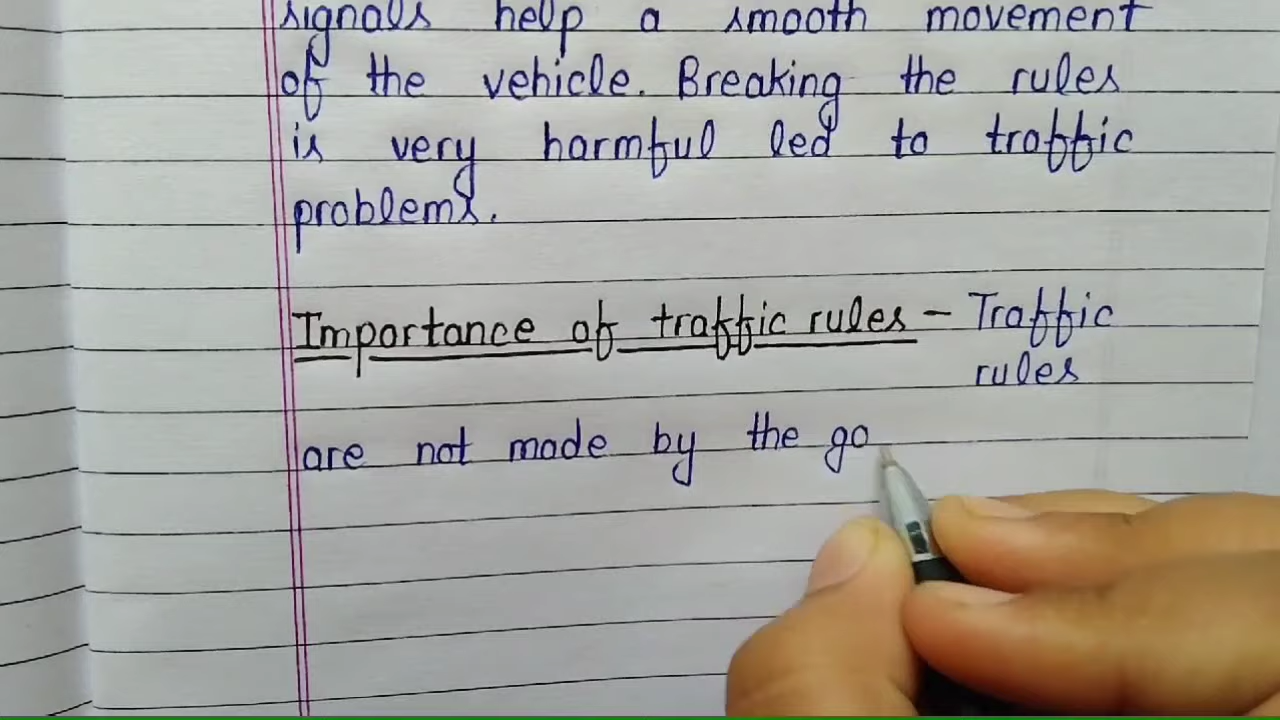 signals help a smooth movement
of the vehicle. Breaking the rules
is very harmful led to traffic
problems.
Importance of traffic rules - Traffic
rules
are not made by the go